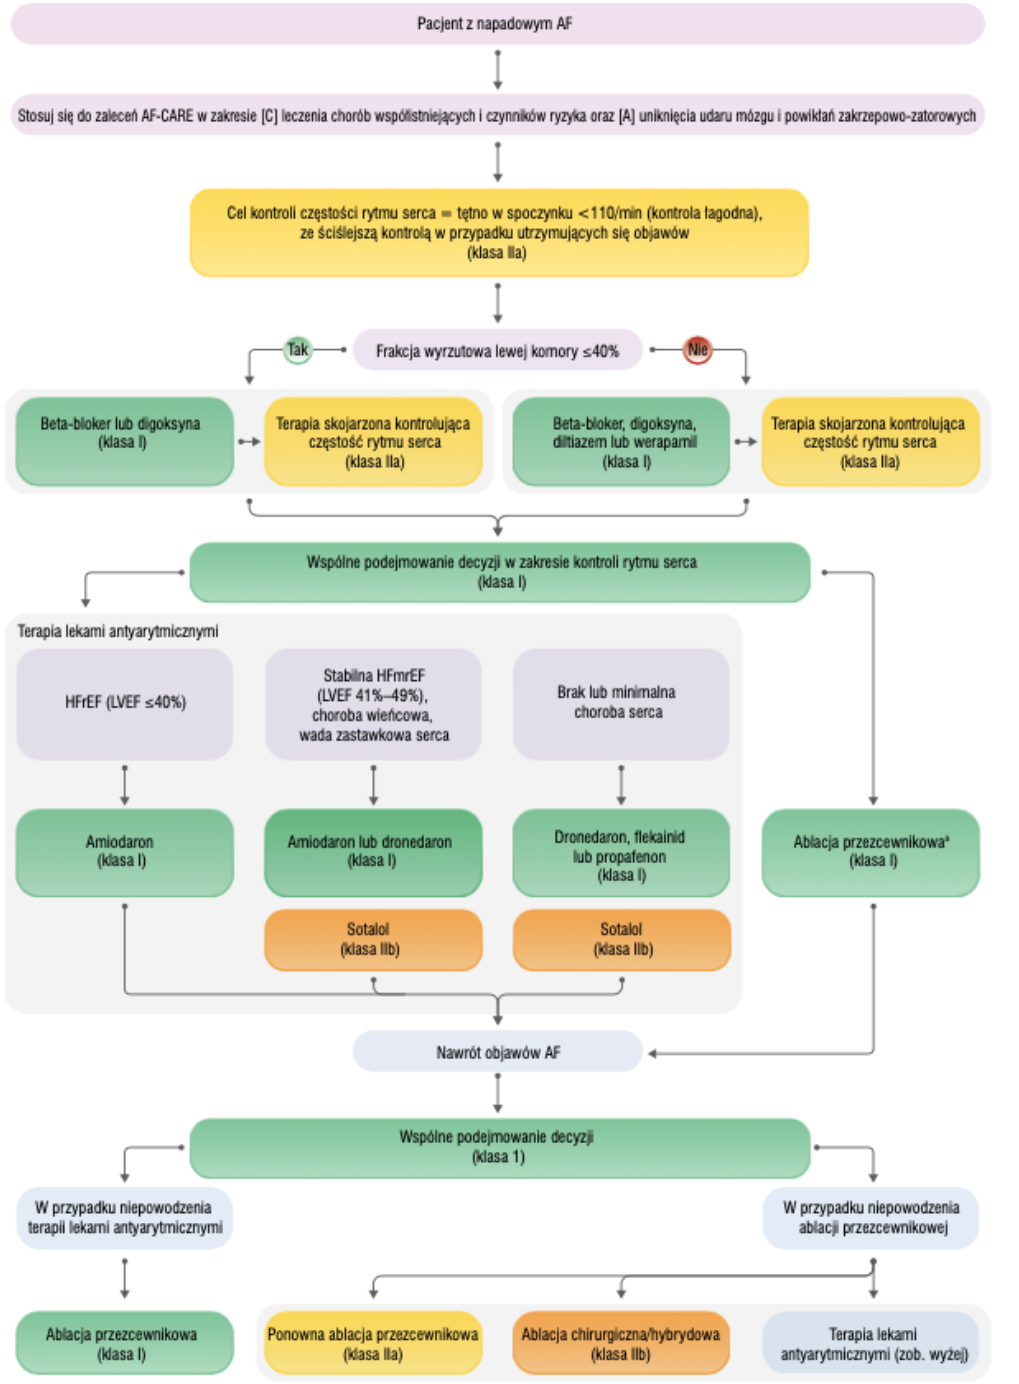 Pacjent z napadowym AF
Stosuj się do zaleceń AF-CARE w zakresie [C] leczenia chorób współistniejących i czynników ryzyka oraz [A] uniknięcia udaru mózgu i powikłań zakrzepowo-zatorowych
Cel kontroli częstości rytmu serca = tętno w spoczynku <110/min (kontrola łagodna),
ze ściślejszą kontrolą w przypadku utrzymujących się objawów
(klasa IIa)
Tak
Frakcja wyrzutowa lewej komory ≤40%
Nie
Beta-bloker lub digoksyna
(klasa I)
Terapia skojarzona kontrolująca
częstość rytmu serca
(klasa IIa)
Beta-bloker, digoksyna,
diltiazem lub werapamil
(klasa I)
Terapia skojarzona kontrolująca
częstość rytmu serca
(klasa IIa)
Wspólne podejmowanie decyzji w zakresie kontroli rytmu serca
(klasa I)
Terapia lekami antyarytmicznymi
HFrEF (LVEF ≤40%)
Stabilna HFmrEF
(LVEF 41%–49%),
choroba wieńcowa,
wada zastawkowa serca
Brak lub minimalna
choroba serca
Amiodaron
(klasa I)
Amiodaron lub dronedaron
(klasa I)
Dronedaron, flekainid
lub propafenon
(klasa I)
Ablacja przezcewnikowaᵃ
(klasa I)
Sotalol
(klasa IIb)
Sotalol
(klasa IIb)
Nawrót objawów AF
Wspólne podejmowanie decyzji
(klasa 1)
W przypadku niepowodzenia
terapii lekami antyarytmicznymi
W przypadku niepowodzenia
ablacji przezcewnikowej
Ablacja przezcewnikowa
(klasa I)
Ponowna ablacja przezcewnikowa
(klasa IIa)
Ablacja chirurgiczna/hybrydowa
(klasa IIb)
Terapia lekami
antyarytmicznymi (zob. wyżej)